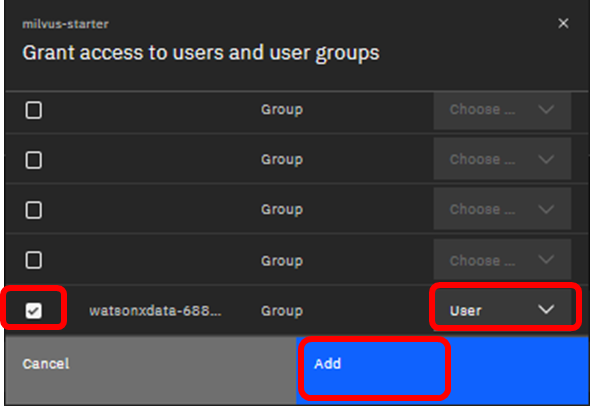 milvus-starter
Grant access to users and user groups
Group Choose ...
Group Choose ...
Group Choose ...
Group Choose ...
watsonxdata-688... Group User
Cancel Add